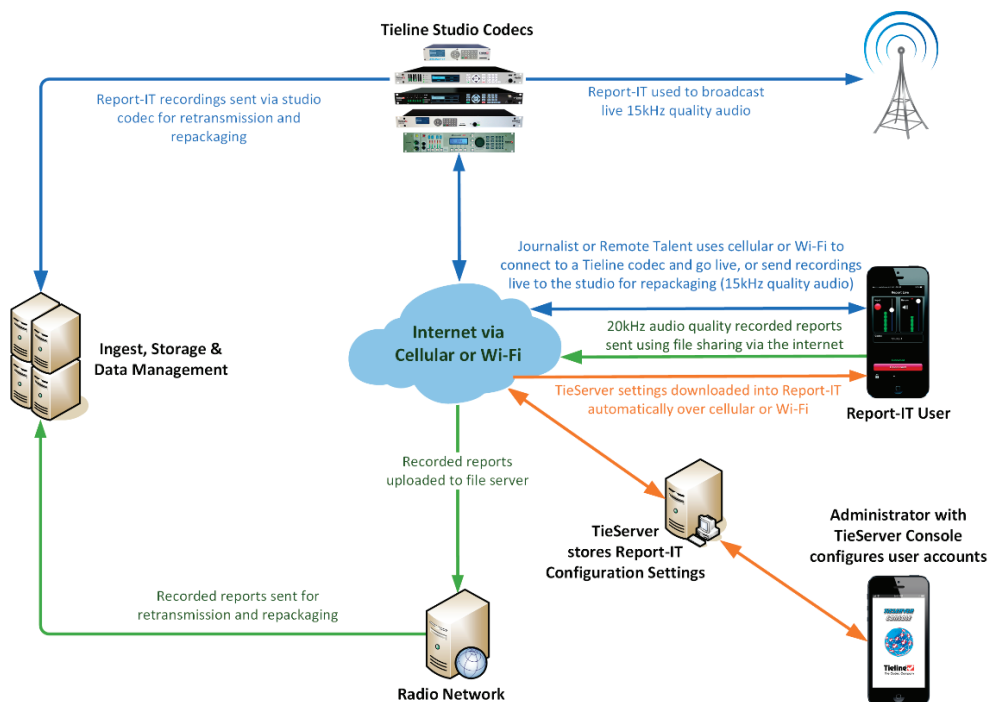 Tieline Studio Codecs
Report-IT recordings sent via studio
codec for retransmission and
repackaging
Report-IT used to broadcast
live 15kHz quality audio
Journalist or Remote Talent uses cellular or Wi-Fi to
connect to a Tieline codec and go live, or send recordings
live to the studio for repackaging (15kHz quality audio)
Internet via
Cellular or Wi-Fi
20kHz audio quality recorded reports
sent using file sharing via the internet
Ingest, Storage &
Data Management
TieServer settings downloaded into Report-IT
automatically over cellular or Wi-Fi
Report-IT User
Recorded reports
uploaded to file server
TieServer
stores Report-IT
Configuration Settings
Administrator with
TieServer Console
configures user accounts
Recorded reports sent for
retransmission and repackaging
Radio Network
TIESERVER
CONSOLE
Tieline
The Codec Company